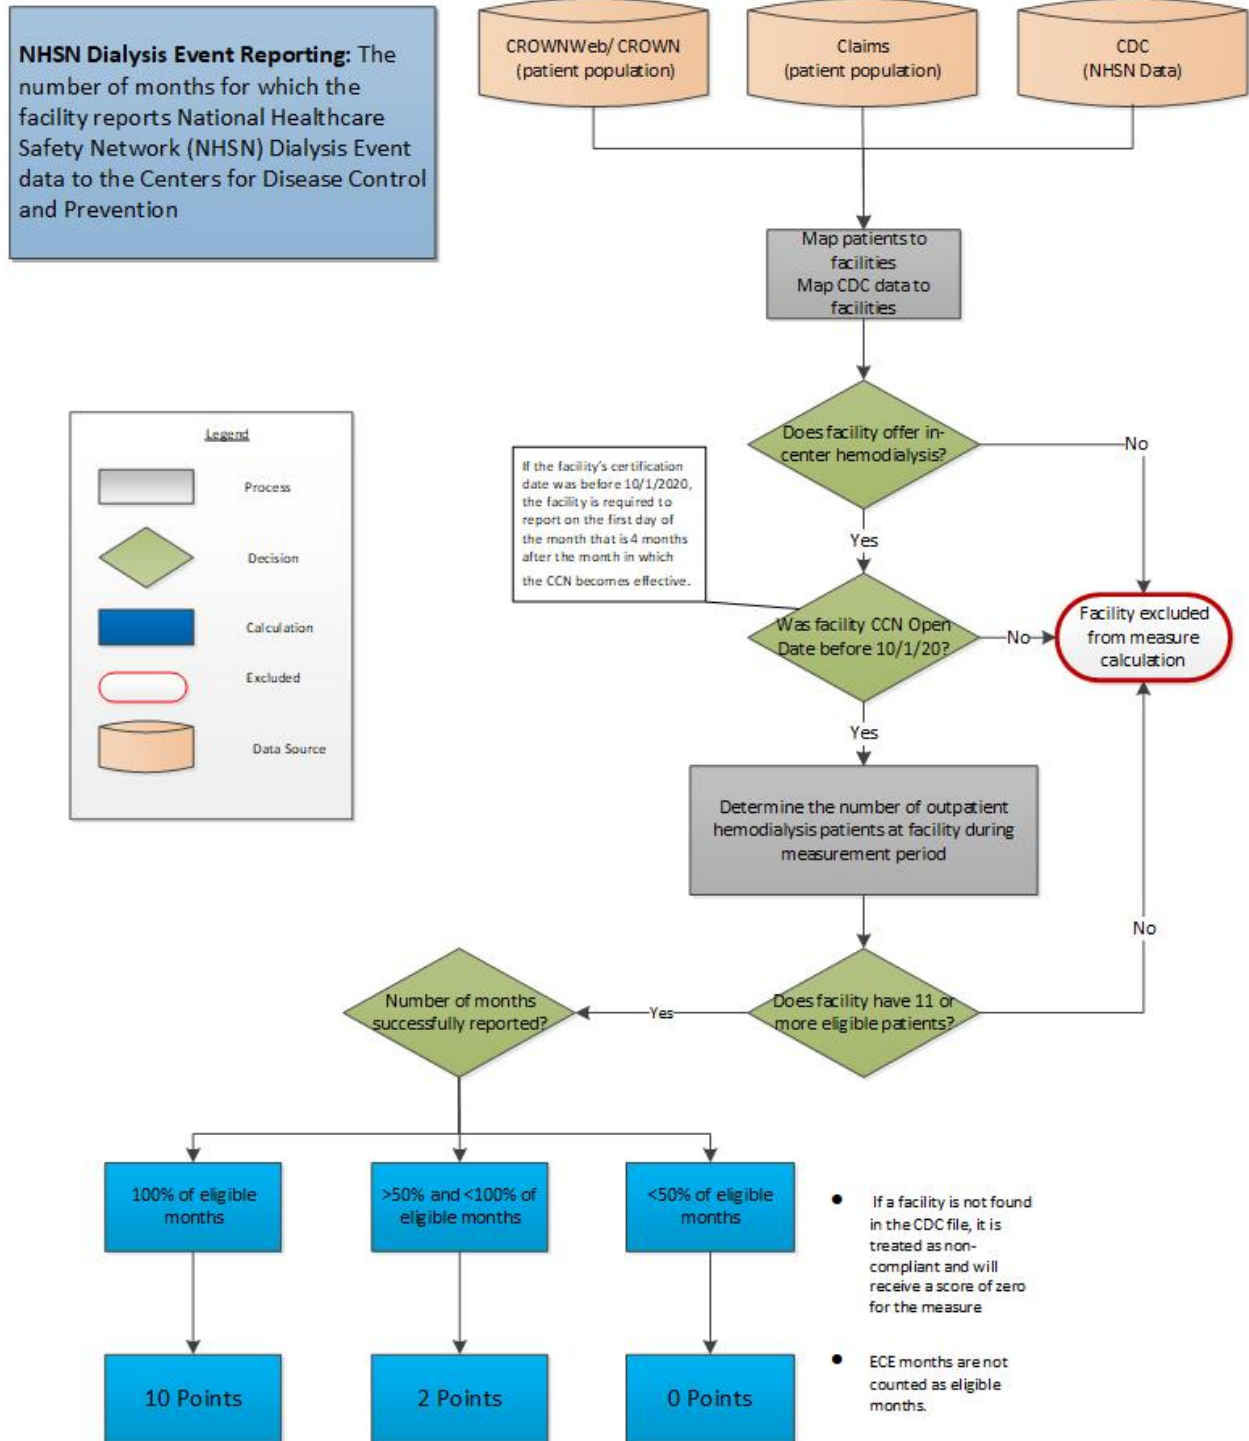 NHSN Dialysis Event Reporting: The
number of months for which the
facility reports National Healthcare
Safety Network (NHSN) Dialysis Event
data to the Centers for Disease Control
and Prevention
CROWNWeb/ CROWN
(patient population)
Claims
(patient population)
CDC
(NHSN Data)
Map patients to
facilities
Map CDC data to
facilities
Legend
Process
Decision
Calculation
Excluded
Data Source
Does facility offer in-
center hemodialysis?
No
Yes
If the facility's certification
date was before 10/1/2020,
the facility is required to
report on the first day of
the month that is 4 months
after the month in which
the CCN becomes effective.
Was facility CCN Open
Date before 10/1/20?
No
Facility excluded
from measure
calculation
Yes
Determine the number of outpatient
hemodialysis patients at facility during
measurement period
No
Does facility have 11 or
more eligible patients?
Yes
Number of months
successfully reported?
100% of eligible
months
>50% and <100% of
eligible months
<50% of eligible
months
10 Points
2 Points
0 Points
• If a facility is not found
in the CDC file, it is
treated as non-
compliant and will
receive a score of zero
for the measure
• ECE months are not
counted as eligible
months.